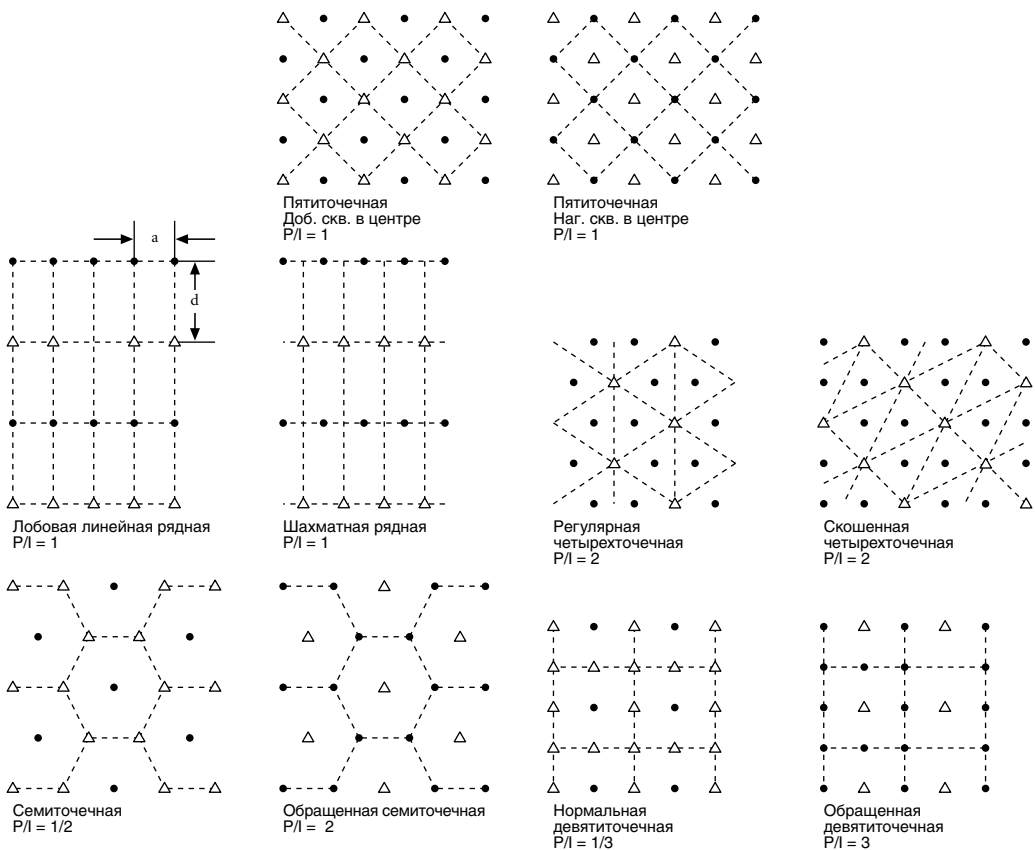 Пятиточечная
Доб. скв. в центре
P/I = 1
Пятиточечная
Наг. скв. в центре
P/I = 1
a
d
Лобовая линейная рядная
P/I = 1
Шахматная рядная
P/I = 1
Регулярная
четырехточечная
P/I = 2
Скошенная
четырехточечная
P/I = 2
Семиточечная
P/I = 1/2
Обращенная семиточечная
P/I = 2
Нормальная
девятиточечная
P/I = 1/3
Обращенная
девятиточечная
P/I = 3